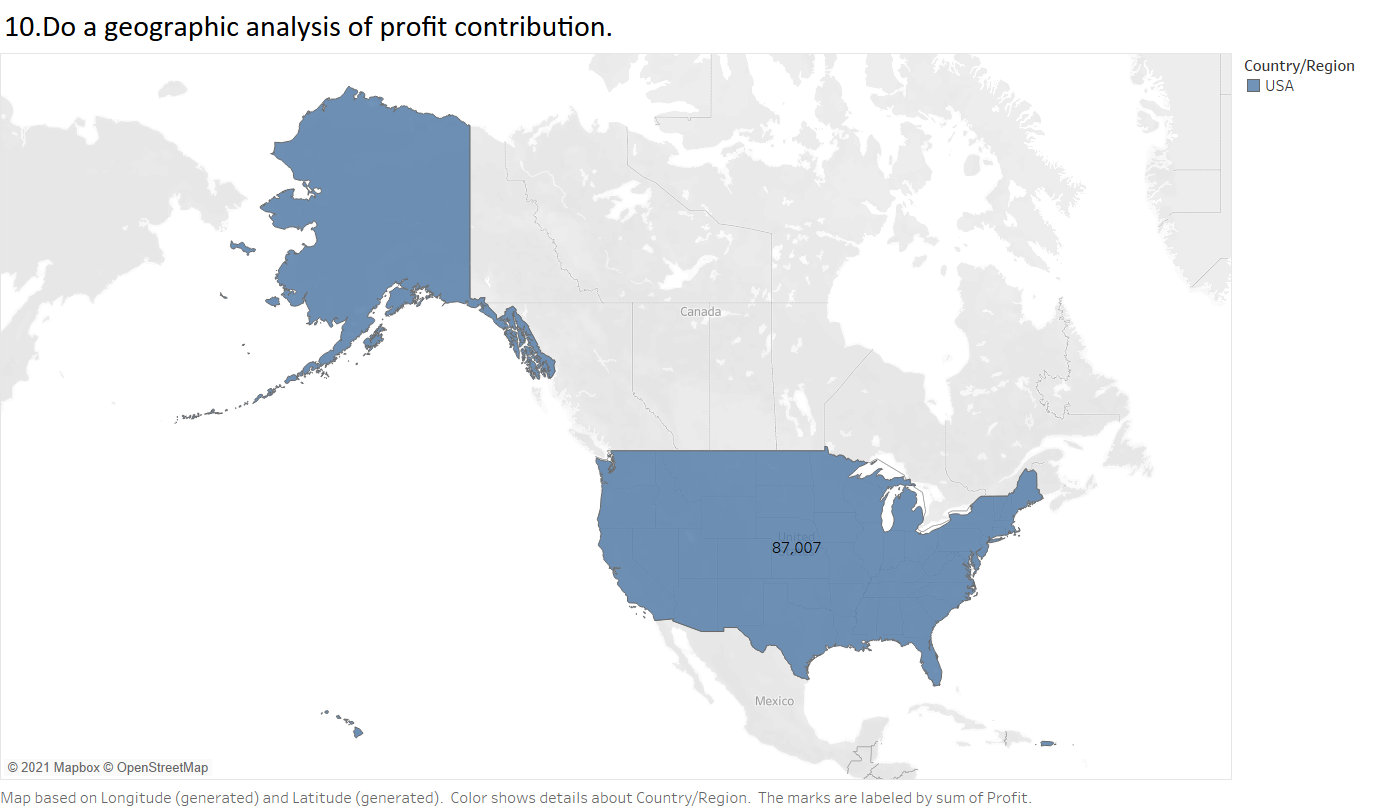 10.Do a geographic analysis of profit contribution.
Country/Region
USA
Canada
United
87,007
Mexico
© 2021 Mapbox © OpenStreetMap
Map based on Longitude (generated) and Latitude (generated).  Color shows details about Country/Region.  The marks are labeled by sum of Profit.